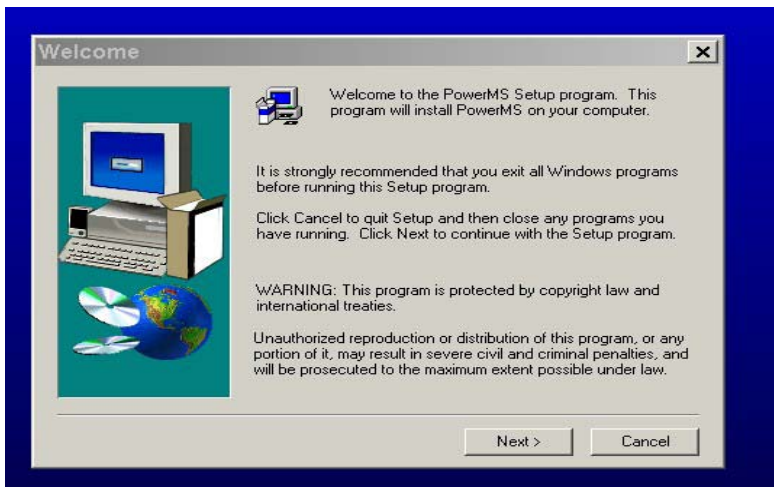 Welcome
Welcome to the PowerMS Setup program.  This
program will install PowerMS on your computer.
It is strongly recommended that you exit all Windows programs
before running this Setup program.
Click Cancel to quit Setup and then close any programs you
have running.  Click Next to continue with the Setup program.
WARNING: This program is protected by copyright law and
international treaties.
Unauthorized reproduction or distribution of this program, or any
portion of it, may result in severe civil and criminal penalties, and
will be prosecuted to the maximum extent possible under law.
Next >
Cancel